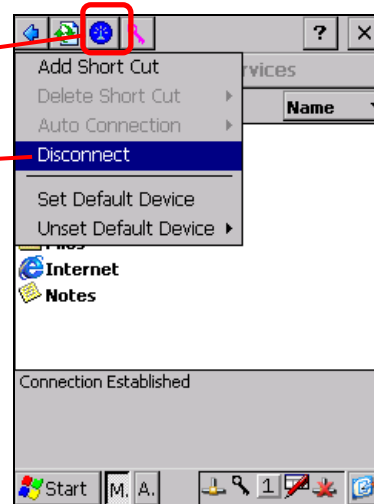 ?
Add Short Cut
rvices
Delete Short Cut
Name
Auto Connection
Disconnect
Set Default Device
Unset Default Device
Internet
Notes
Connection Established
Start M. A. 1